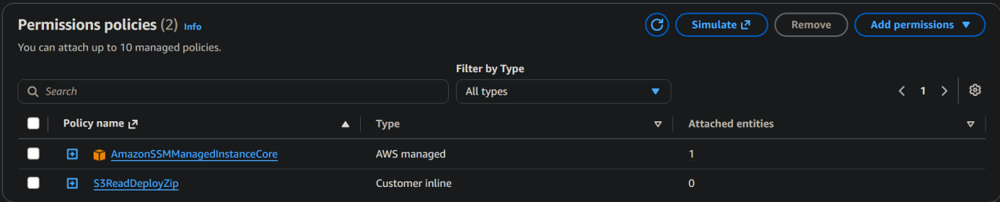 Permissions policies (2) Info
Simulate
Remove
Add permissions
You can attach up to 10 managed policies.
Filter by Type
Search
All types
1
Policy name
Type
Attached entities
AmazonSSMManagedInstanceCore
AWS managed
1
S3ReadDeployZip
Customer inline
0